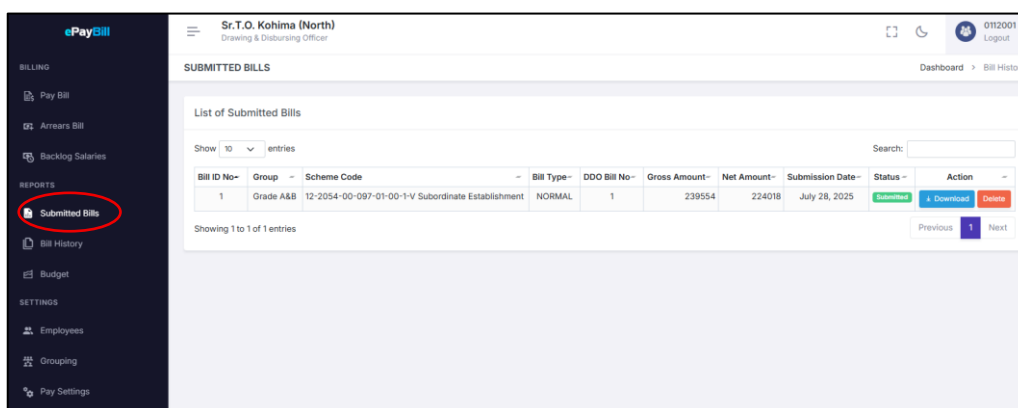 ePayBill
Sr.T.O. Kohima (North)
Drawing & Disbursing Officer
0112001
Logout
BILLING
SUBMITTED BILLS
Dashboard > Bill Histo
Pay Bill
Arrears Bill
Backlog Salaries
REPORTS
Submitted Bills
Bill History
Budget
SETTINGS
Employees
Grouping
Pay Settings
List of Submitted Bills
Show 10 entries
Search:
Bill ID No Group Scheme Code Bill Type DDO Bill No Gross Amount Net Amount Submission Date Status Action
1 Grade A&B 12-2054-00-097-01-00-1-V Subordinate Establishment NORMAL 1 239554 224018 July 28, 2025 Submitted Download Delete
Showing 1 to 1 of 1 entries
Previous 1 Next